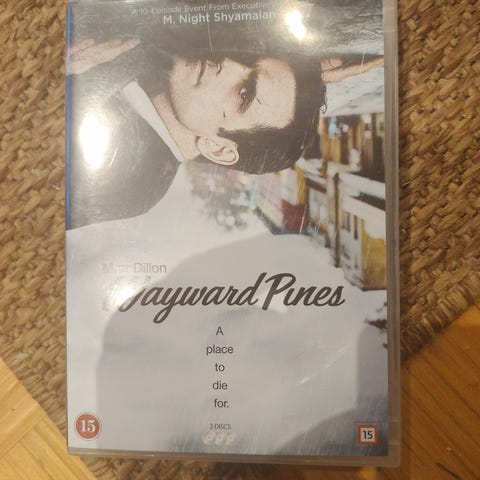 A 10-Episode Event From Executive
M. Night Shyamalan
Matt Dillon
Wayward Pines
A
place
to
die
for.
3 DISCS
15
15